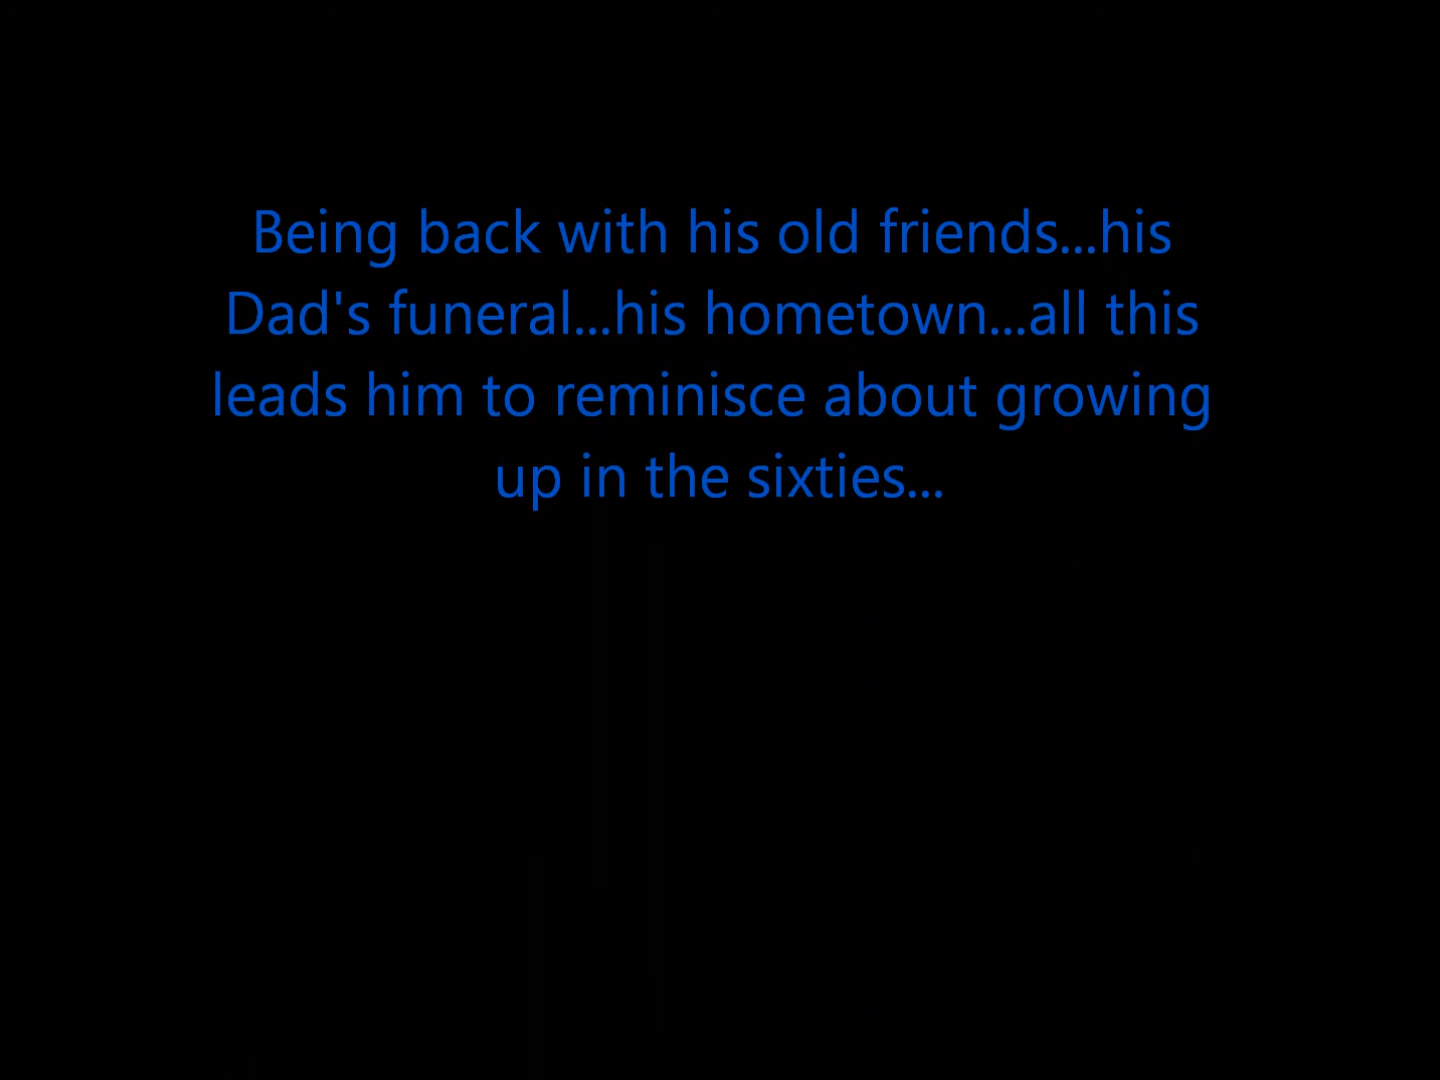 Being back with his old friends...his
Dad's funeral...his hometown...all this
leads him to reminisce about growing
up in the sixties...